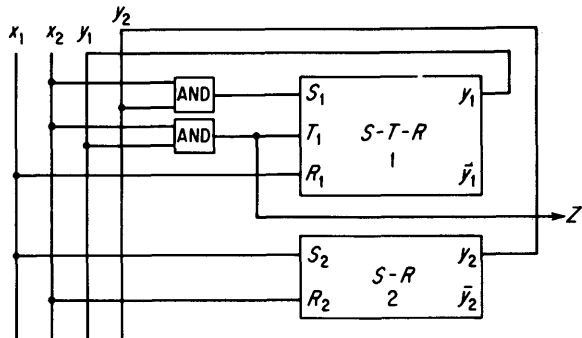 x₁ x₂ y₁ y₂
AND S₁ y₁
AND T₁ S-T-R
1
R₁ ȳ₁
Z
S₂ y₂
S-R
2
R₂ ȳ₂